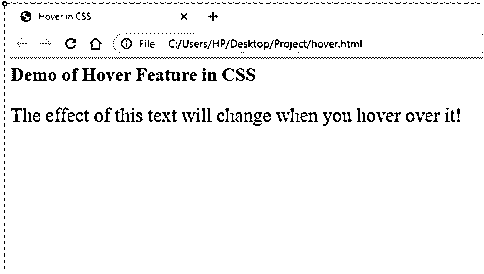 Hover in CSS
File C:/Users/HP/Desktop/Project/hover.html
Demo of Hover Feature in CSS
The effect of this text will change when you hover over it!